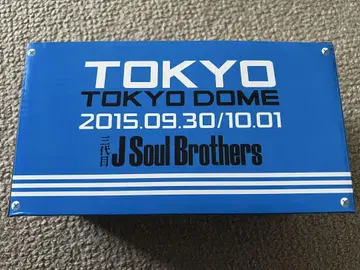 TOKYO
TOKYO DOME
2015.09.30/10.01
三代目 J Soul Brothers